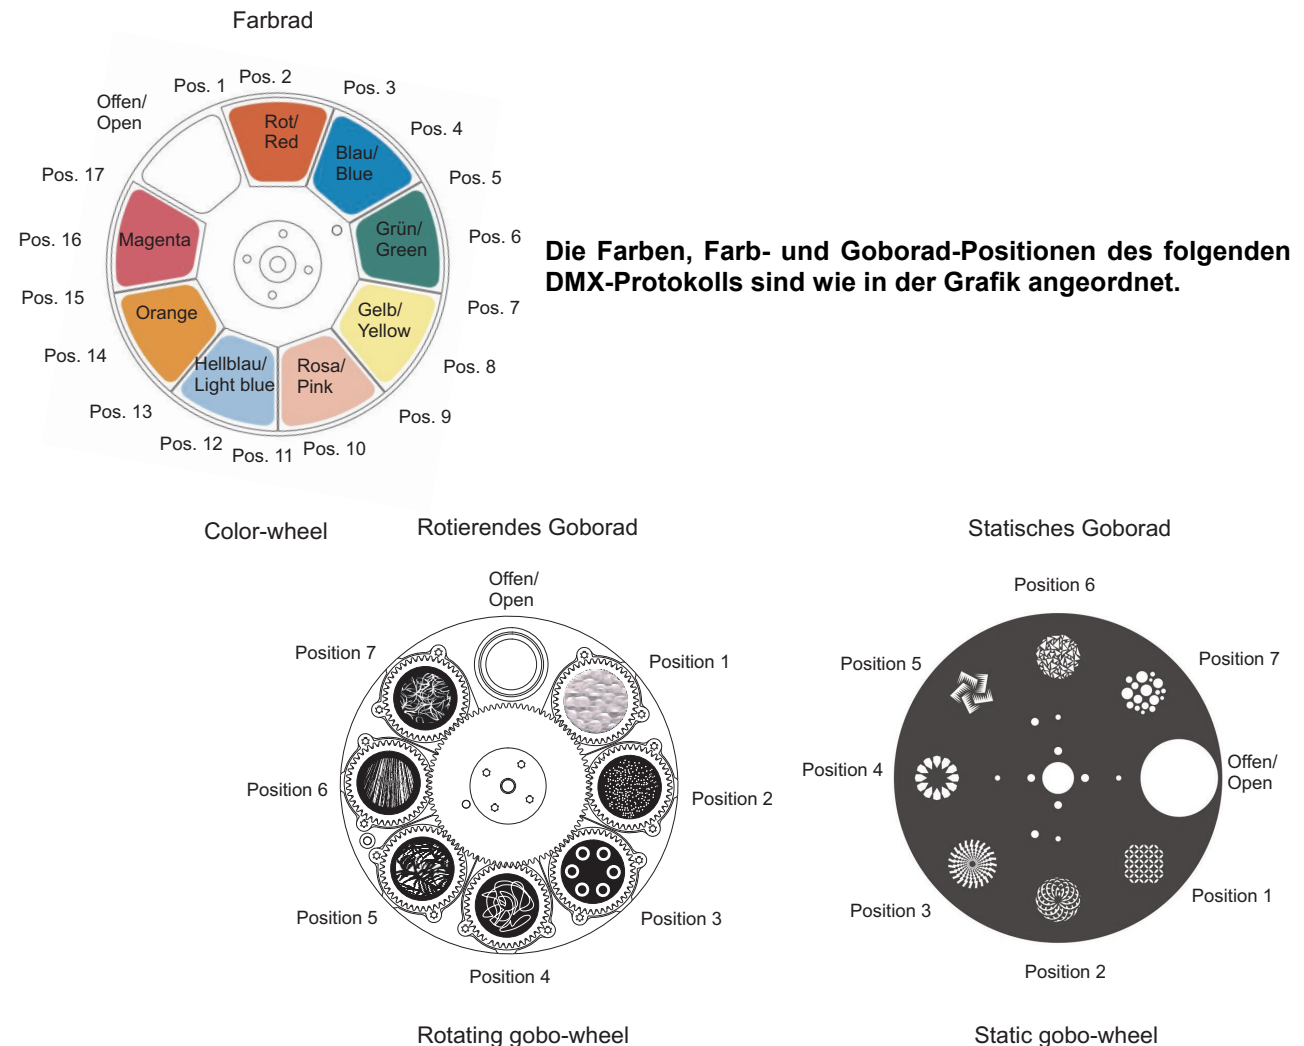 Farbrad
Pos. 1
Pos. 2
Pos. 3
Offen/
Open
Pos. 4
Rot/
Red
Blau/
Blue
Pos. 17
Pos. 5
Pos. 16
Magenta
Grün/
Green
Pos. 6
Die Farben, Farb- und Goborad-Positionen des folgenden
DMX-Protokolls sind wie in der Grafik angeordnet.
Pos. 15
Orange
Gelb/
Yellow
Pos. 7
Pos. 14
Hellblau/
Light blue
Rosa/
Pink
Pos. 8
Pos. 13
Pos. 9
Pos. 12
Pos. 11
Pos. 10
Color-wheel
Rotierendes Goborad
Offen/
Open
Position 7
Position 1
Position 6
Position 2
Position 5
Position 3
Position 4
Rotating gobo-wheel
Statisches Goborad
Position 6
Position 5
Position 7
Position 4
Offen/
Open
Position 3
Position 1
Position 2
Static gobo-wheel